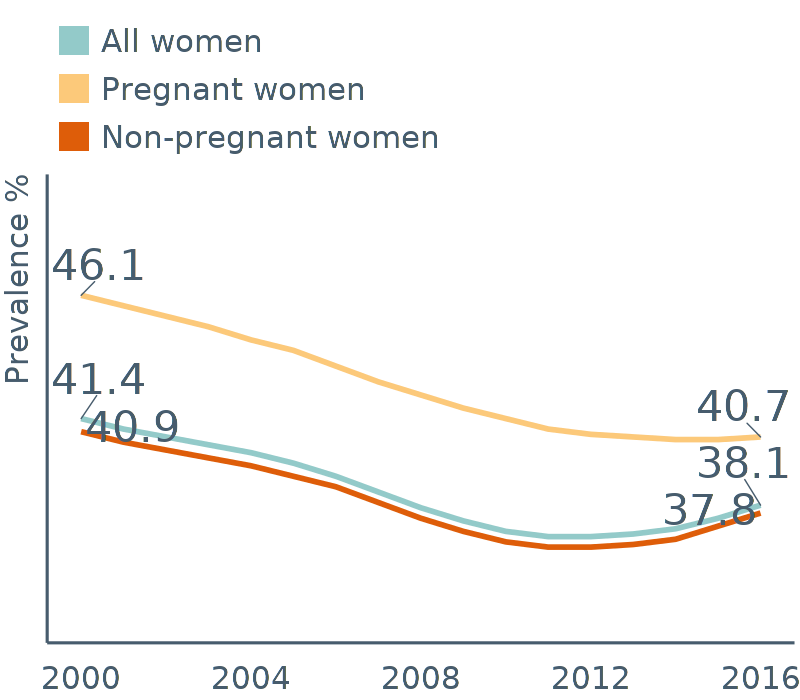 All women
Pregnant women
Non-pregnant women
Prevalence %
46.1
41.4
40.9
40.7
38.1
37.8
2000 2004 2008 2012 2016